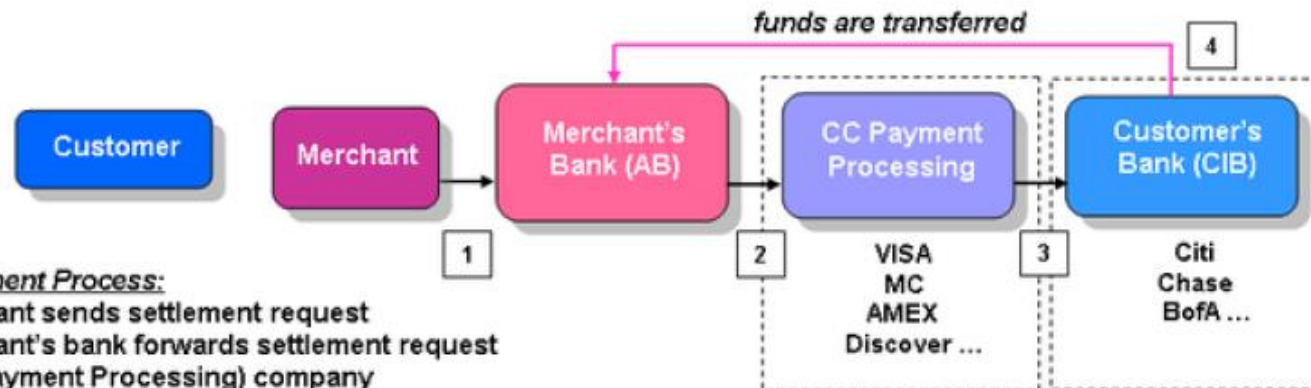 funds are transferred
4
Customer
Merchant
Merchant's
Bank (AB)
CC Payment
Processing
Customer's
Bank (CIB)
1
2
3
VISA
MC
AMEX
Discover ...
Citi
Chase
BofA ...
ment Process:
ant sends settlement request
ant's bank forwards settlement request
ayment Processing) company